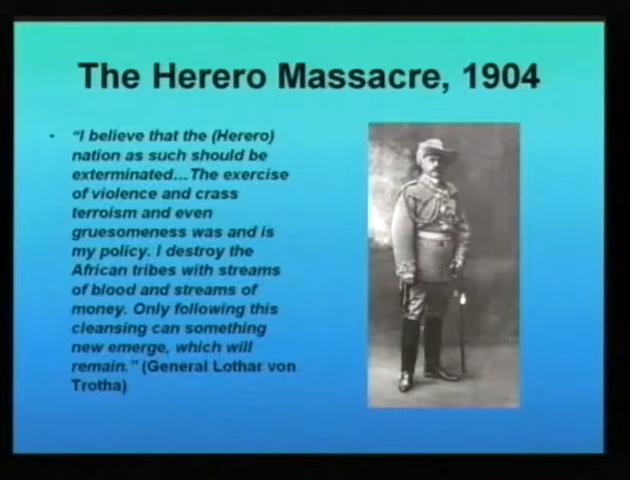 The Herero Massacre, 1904
• "I believe that the (Herero)
nation as such should be
exterminated...The exercise
of violence and crass
terroism and even
gruesomeness was and is
my policy. I destroy the
African tribes with streams
of blood and streams of
money. Only following this
cleansing can something
new emerge, which will
remain." (General Lothar von
Trotha)